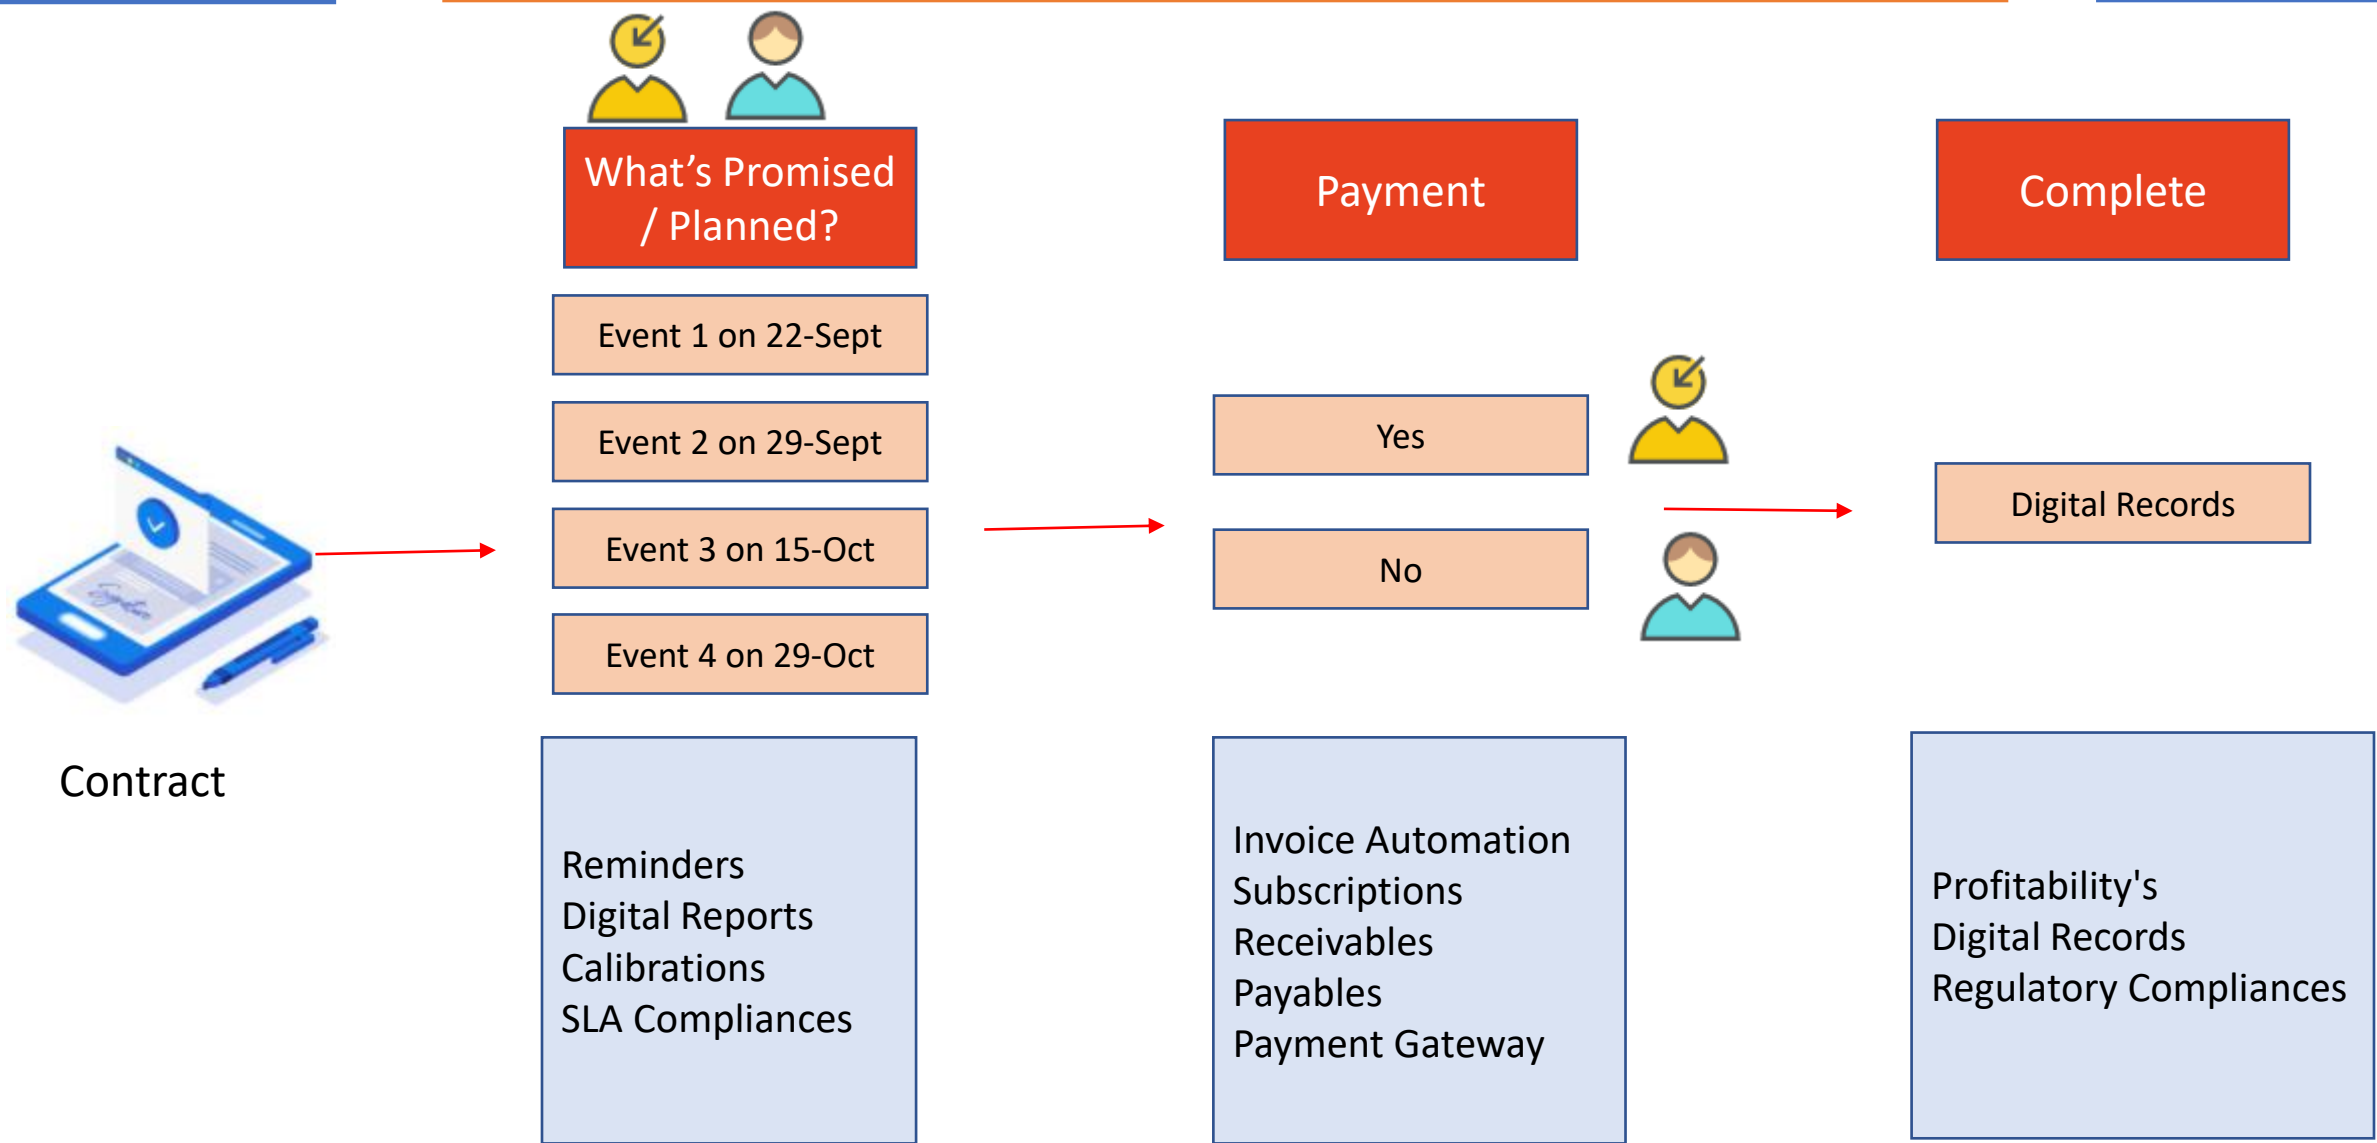 What's Promised
/ Planned?
Payment
Complete
Event 1 on 22-Sept
Event 2 on 29-Sept
Event 3 on 15-Oct
Event 4 on 29-Oct
Yes
No
Digital Records
Contract
Reminders
Digital Reports
Calibrations
SLA Compliances
Invoice Automation
Subscriptions
Receivables
Payables
Payment Gateway
Profitability's
Digital Records
Regulatory Compliances